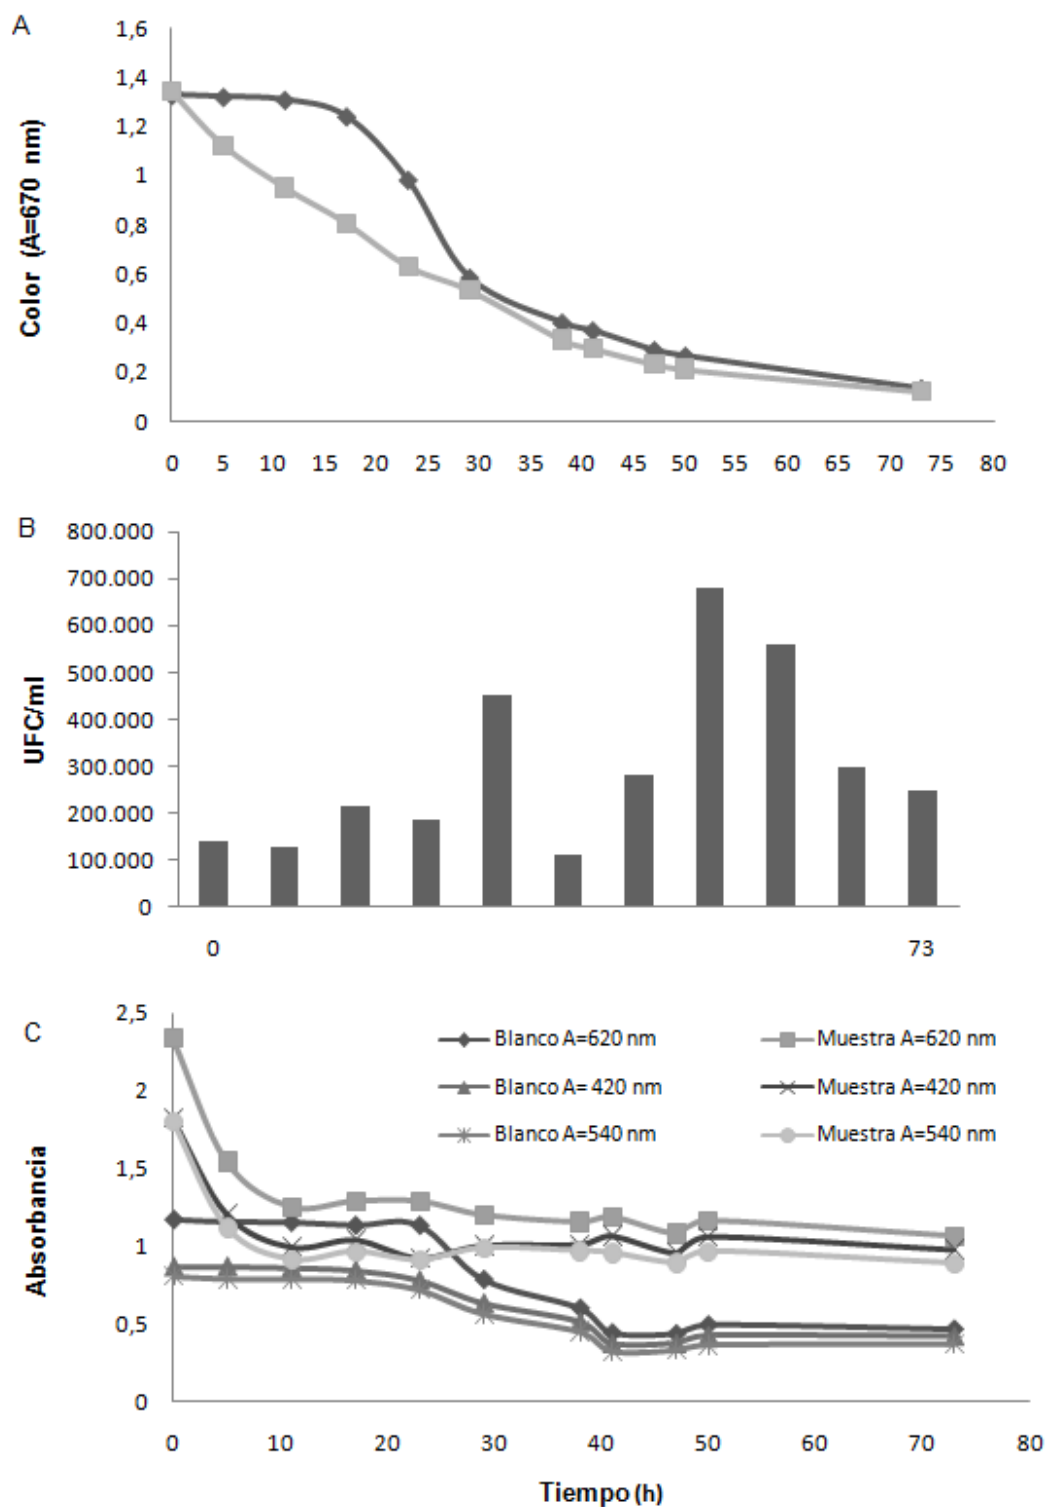 A
Color (A=670 nm)
1,6
1,4
1,2
1
0,8
0,6
0,4
0,2
0
0 5 10 15 20 25 30 35 40 45 50 55 60 65 70 75 80
B
UFC/ml
800.000
700.000
600.000
500.000
400.000
300.000
200.000
100.000
0
0 73
C
Absorbancia
2,5
2
1,5
1
0,5
0
Blanco A=620 nm Muestra A=620 nm
Blanco A= 420 nm Muestra A=420 nm
Blanco A=540 nm Muestra A=540 nm
0 10 20 30 40 50 60 70 80
Tiempo (h)